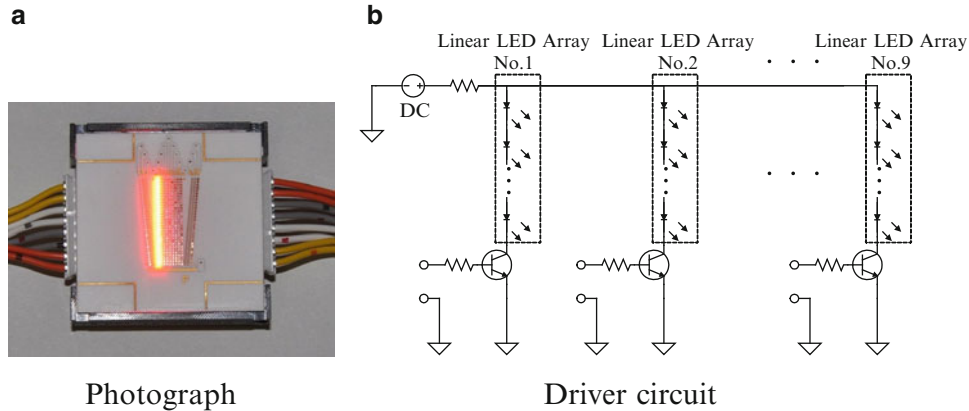 a
b
Linear LED Array
No.1
Linear LED Array
No.2
Linear LED Array
No.9
DC
Photograph
Driver circuit